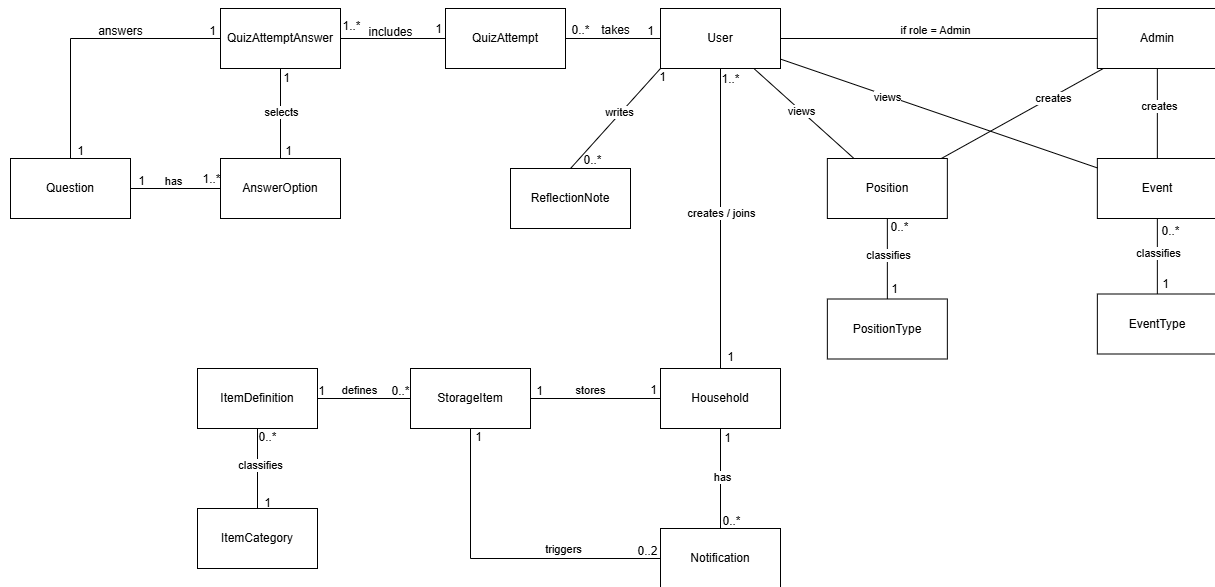 answers
1
QuizAttemptAnswer
1..*
includes
1
QuizAttempt
0..*
takes
1
User
if role = Admin
Admin
1
selects
1
1
writes
0..*
1..*
views
views
creates
creates
1
Question
1
has
1..*
AnswerOption
ReflectionNote
creates / joins
Position
Event
0..*
classifies
1
0..*
classifies
1
PositionType
EventType
1
ItemDefinition
1
defines
0..*
StorageItem
1
stores
1
Household
0..*
classifies
1
1
1
has
0..*
ItemCategory
triggers
0..2
Notification